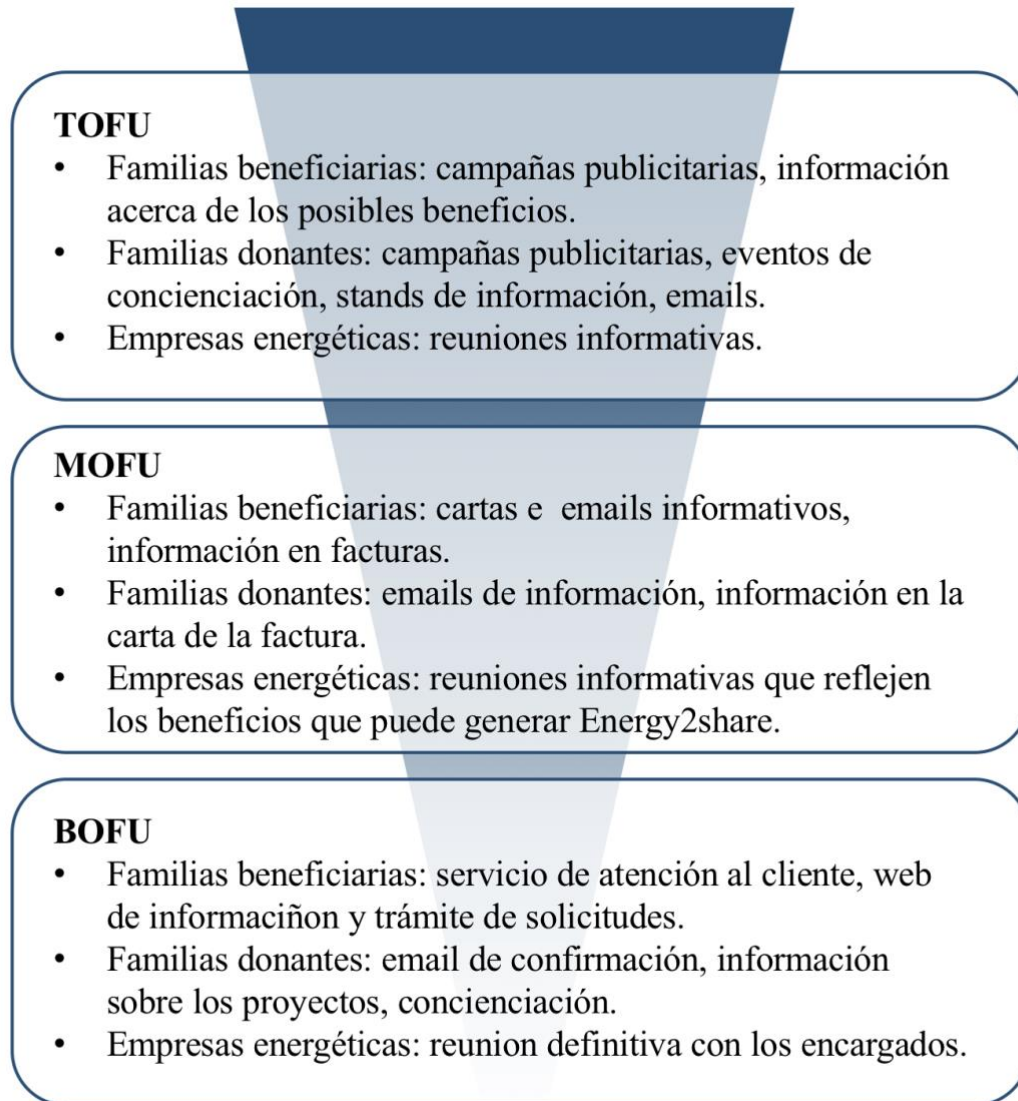 TOFU
• Familias beneficiarias: campañas publicitarias, información
acerca de los posibles beneficios.
• Familias donantes: campañas publicitarias, eventos de
concienciación, stands de información, emails.
• Empresas energéticas: reuniones informativas.
MOFU
• Familias beneficiarias: cartas e emails informativos,
información en facturas.
• Familias donantes: emails de información, información en la
carta de la factura.
• Empresas energéticas: reuniones informativas que reflejen
los beneficios que puede generar Energy2share.
BOFU
• Familias beneficiarias: servicio de atención al cliente, web
de informaciñon y trámite de solicitudes.
• Familias donantes: email de confirmación, información
sobre los proyectos, concienciación.
• Empresas energéticas: reunion definitiva con los encargados.